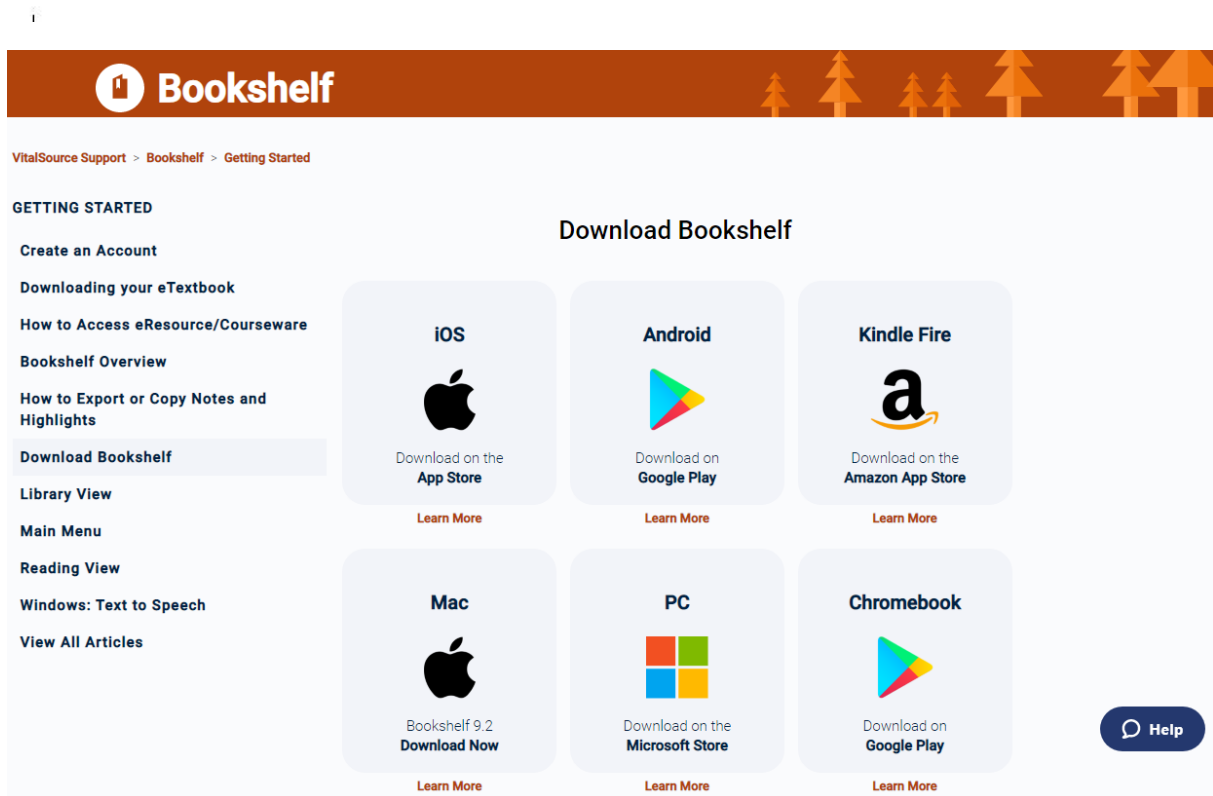 Bookshelf
VitalSource Support > Bookshelf > Getting Started
GETTING STARTED
Create an Account
Downloading your eTextbook
How to Access eResource/Courseware
Bookshelf Overview
How to Export or Copy Notes and
Highlights
Download Bookshelf
Library View
Main Menu
Reading View
Windows: Text to Speech
View All Articles
Download Bookshelf
iOS
Download on the
App Store
Learn More
Android
Download on
Google Play
Learn More
Kindle Fire
a
Download on the
Amazon App Store
Learn More
Mac
Bookshelf 9.2
Download Now
Learn More
PC
Download on the
Microsoft Store
Learn More
Chromebook
Download on
Google Play
Learn More
Help